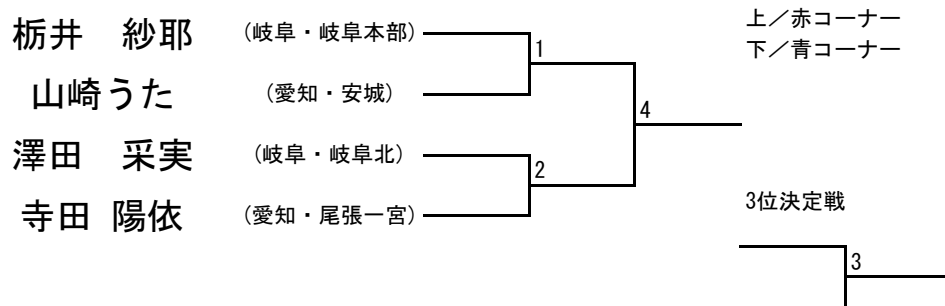 栃井　紗耶 (岐阜・岐阜本部)
1
上／赤コーナー
下／青コーナー
山崎うた (愛知・安城)
4
澤田　采実 (岐阜・岐阜北)
2
寺田 陽依 (愛知・尾張一宮)
3位決定戦
3